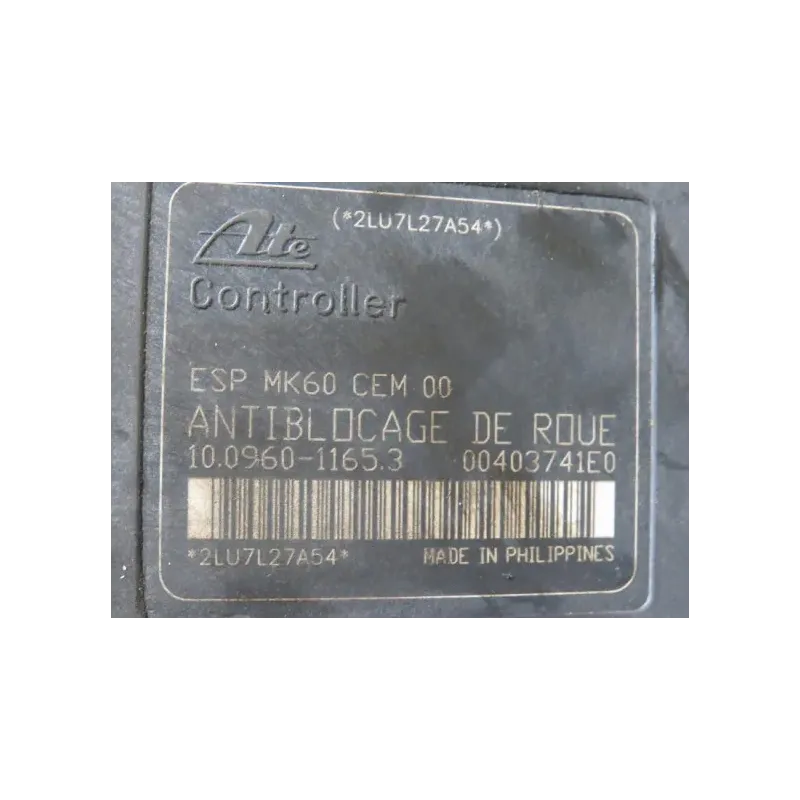 (*2LU7L27A54*)
Ate
Controller
ESP MK60 CEM 00
ANTIBLOCAGE DE ROUE
10.0960-1165.3 00403741E0
*2LU7L27A54* MADE IN PHILIPPINES